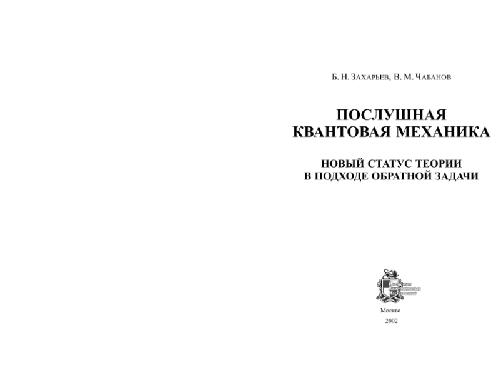 Б. Н. ЗАХАРЬЕВ, В. М. ЧАБАНОВ
ПОСЛУШНАЯ
КВАНТОВАЯ МЕХАНИКА
НОВЫЙ СТАТУС ТЕОРИИ
В ПОДХОДЕ ОБРАТНОЙ ЗАДАЧИ
Москва
2002